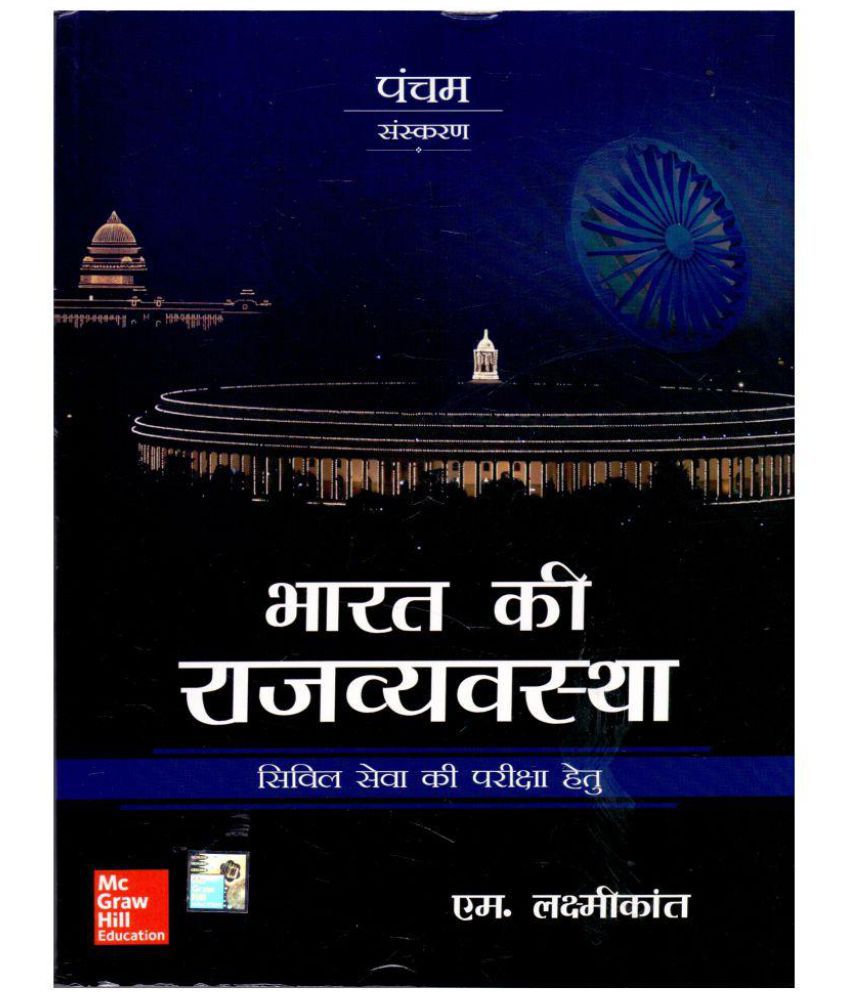 पंचम
संस्करण
भारत की
राजव्यवस्था
सिविल सेवा की परीक्षा हेतु
एम. लक्ष्मीकांत
Mc
Graw
Hill
Education